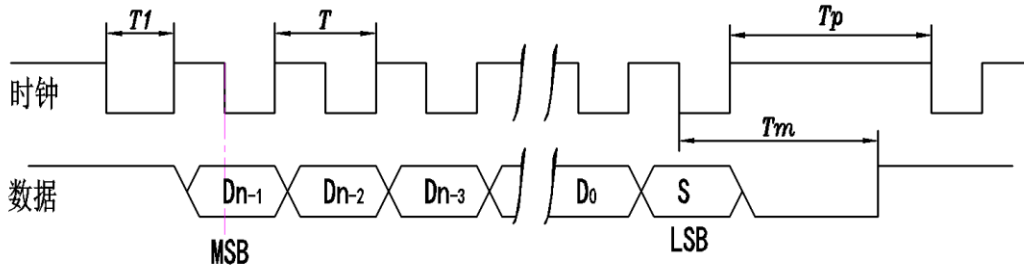 T1 T Tp
时钟
Tm
数据 Dn-1 Dn-2 Dn-3 D0 S
MSB LSB